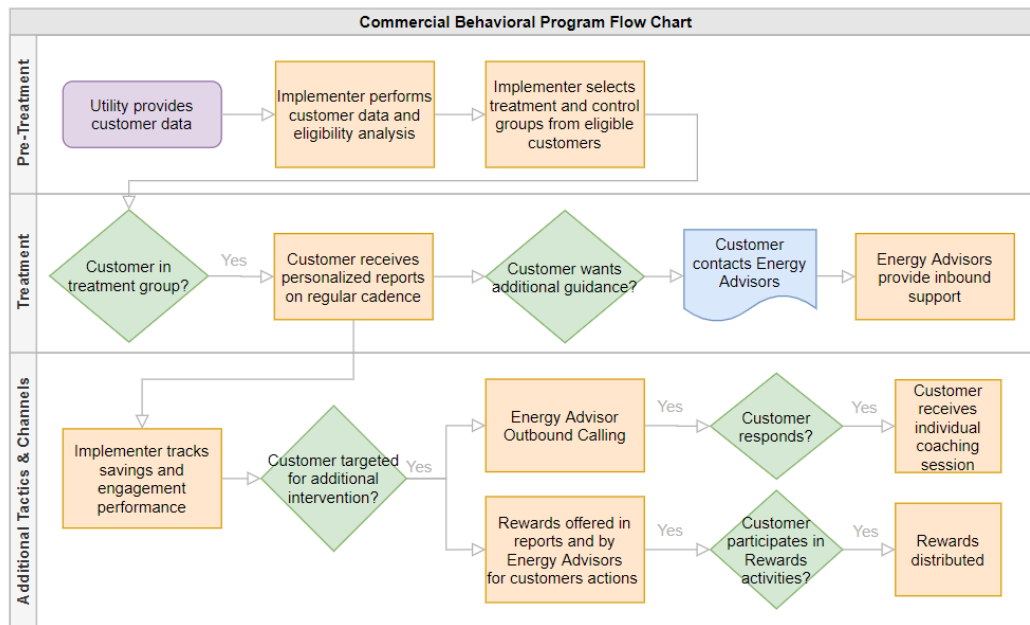 Commercial Behavioral Program Flow Chart
Pre-Treatment
Utility provides
customer data
Implementer performs
customer data and
eligibility analysis
Implementer selects
treatment and control
groups from eligible
customers
Treatment
Customer in
treatment group?
Yes
Customer receives
personalized reports
on regular cadence
Customer wants
additional guidance?
Customer
contacts Energy
Advisors
Energy Advisors
provide inbound
support
Additional Tactics & Channels
Implementer tracks
savings and
engagement
performance
Customer targeted
for additional
intervention?
Yes
Energy Advisor
Outbound Calling
Yes
Customer
responds?
Yes
Customer
receives
individual
coaching
session
Rewards offered in
reports and by
Energy Advisors
for customers actions
Yes
Customer
participates in
Rewards
activities?
Yes
Rewards
distributed